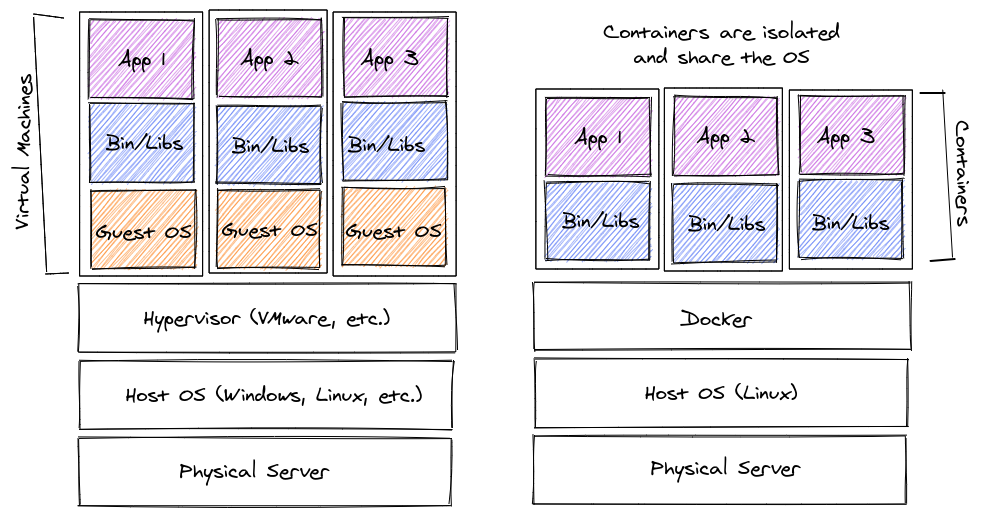 Virtual Machines
App 1
App 2
App 3
Bin/Libs
Bin/Libs
Bin/Libs
Guest OS
Guest OS
Guest OS
Hypervisor (VMware, etc.)
Host OS (Windows, Linux, etc.)
Physical Server
Containers are isolated
and share the OS
App 1
App 2
App 3
Bin/Libs
Bin/Libs
Bin/Libs
Containers
Docker
Host OS (Linux)
Physical Server